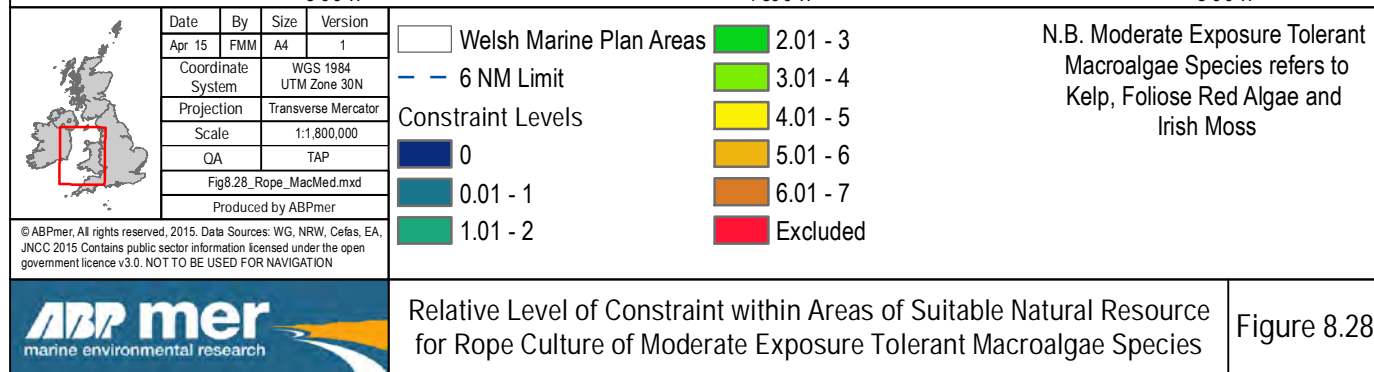 Date By Size Version
Apr 15 FMM A4 1
Coordinate System WGS 1984 UTM Zone 30N
Projection Transverse Mercator
Scale 1:1,800,000
QA TAP
Fig8.28_Rope_MacMed.mxd
Produced by ABPmer
© ABPmer, All rights reserved, 2015. Data Sources: WG, NRW, Cefas, EA,
JNCC 2015 Contains public sector information licensed under the open
government licence v3.0. NOT TO BE USED FOR NAVIGATION
Welsh Marine Plan Areas
6 NM Limit
Constraint Levels
0
0.01 - 1
1.01 - 2
2.01 - 3
3.01 - 4
4.01 - 5
5.01 - 6
6.01 - 7
Excluded
N.B. Moderate Exposure Tolerant
Macroalgae Species refers to
Kelp, Foliose Red Algae and
Irish Moss
ABP mer
marine environmental research
Relative Level of Constraint within Areas of Suitable Natural Resource
for Rope Culture of Moderate Exposure Tolerant Macroalgae Species
Figure 8.28